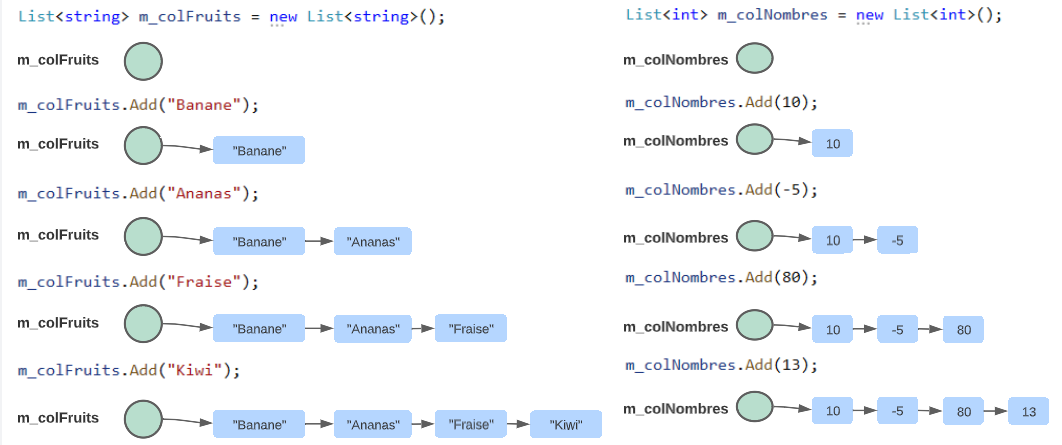 List<string> m_colFruits = new List<string>();
m_colFruits
m_colFruits.Add("Banane");
m_colFruits "Banane"
m_colFruits.Add("Ananas");
m_colFruits "Banane" "Ananas"
m_colFruits.Add("Fraise");
m_colFruits "Banane" "Ananas" "Fraise"
m_colFruits.Add("Kiwi");
m_colFruits "Banane" "Ananas" "Fraise" "Kiwi"
List<int> m_colNombres = new List<int>();
m_colNombres
m_colNombres.Add(10);
m_colNombres 10
m_colNombres.Add(-5);
m_colNombres 10 -5
m_colNombres.Add(80);
m_colNombres 10 -5 80
m_colNombres.Add(13);
m_colNombres 10 -5 80 13